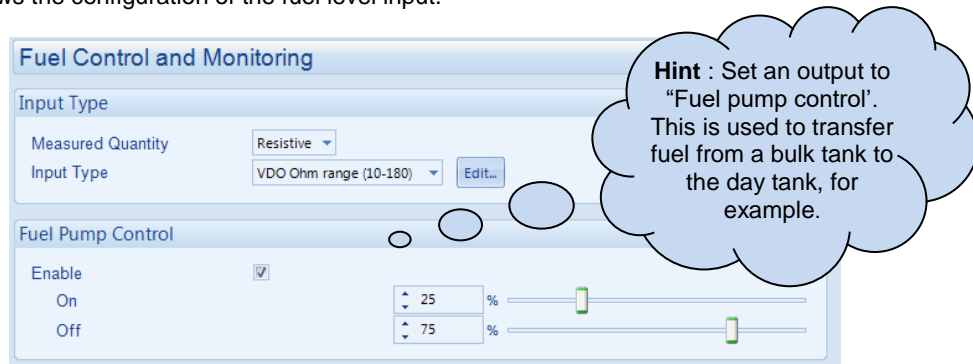 ws the configuration of the fuel level input.
Fuel Control and Monitoring
Input Type
Measured Quantity Resistive
Input Type VDO Ohm range (10-180) Edit...
Fuel Pump Control
Enable
On 25 %
Off 75 %
Hint : Set an output to
“Fuel pump control’.
This is used to transfer
fuel from a bulk tank to
the day tank, for
example.